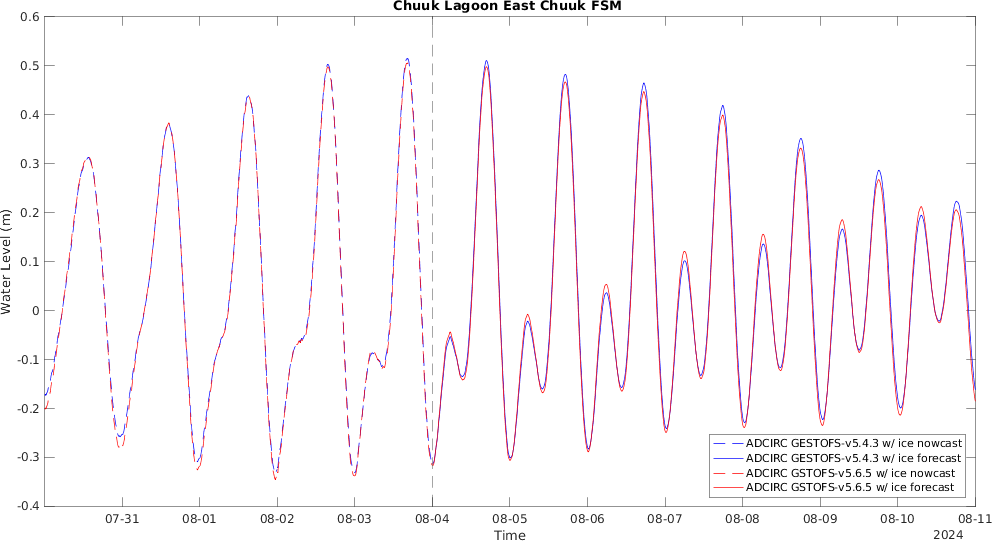 Chuuk Lagoon East Chuuk FSM
Water Level (m)
0.6
0.5
0.4
0.3
0.2
0.1
0
-0.1
-0.2
-0.3
-0.4
ADCIRC GESTOFS-v5.4.3 w/ ice nowcast
ADCIRC GESTOFS-v5.4.3 w/ ice forecast
ADCIRC GSTOFS-v5.6.5 w/ ice nowcast
ADCIRC GSTOFS-v5.6.5 w/ ice forecast
07-31 08-01 08-02 08-03 08-04 08-05 08-06 08-07 08-08 08-09 08-10 08-11
Time
2024